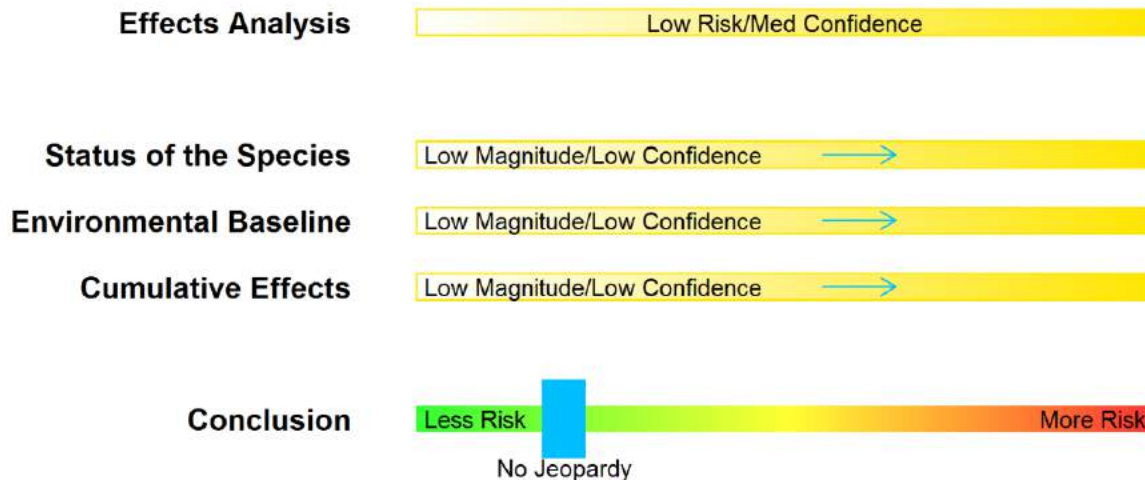 Effects Analysis Low Risk/Med Confidence
Status of the Species Low Magnitude/Low Confidence
Environmental Baseline Low Magnitude/Low Confidence
Cumulative Effects Low Magnitude/Low Confidence
Conclusion Less Risk More Risk
No Jeopardy